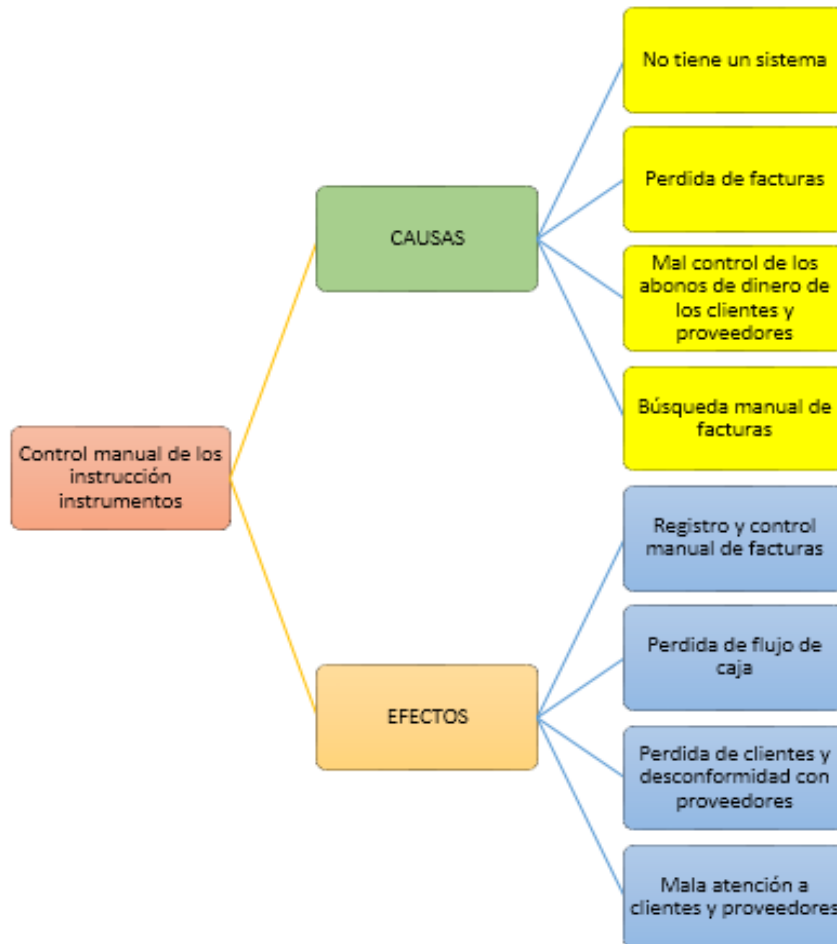 No tiene un sistema
Perdida de facturas
CAUSAS
Mal control de los
abonos de dinero de
los clientes y
proveedores
Búsqueda manual de
facturas
Control manual de los
instrucción
instrumentos
Registro y control
manual de facturas
Perdida de flujo de
caja
EFECTOS
Perdida de clientes y
desconformidad con
proveedores
Mala atención a
clientes y proveedores